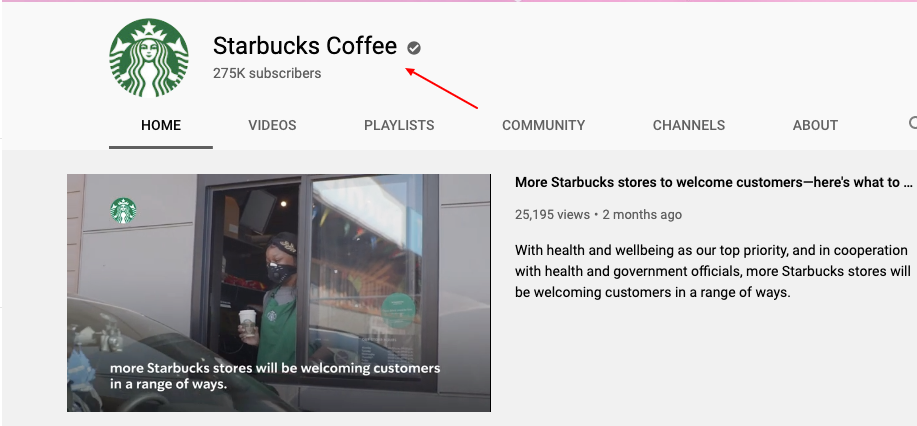 Starbucks Coffee
275K subscribers
HOME VIDEOS PLAYLISTS COMMUNITY CHANNELS ABOUT
More Starbucks stores to welcome customers—here's what to ...
25,195 views • 2 months ago
With health and wellbeing as our top priority, and in cooperation
with health and government officials, more Starbucks stores will
be welcoming customers in a range of ways.
more Starbucks stores will be welcoming customers
in a range of ways.